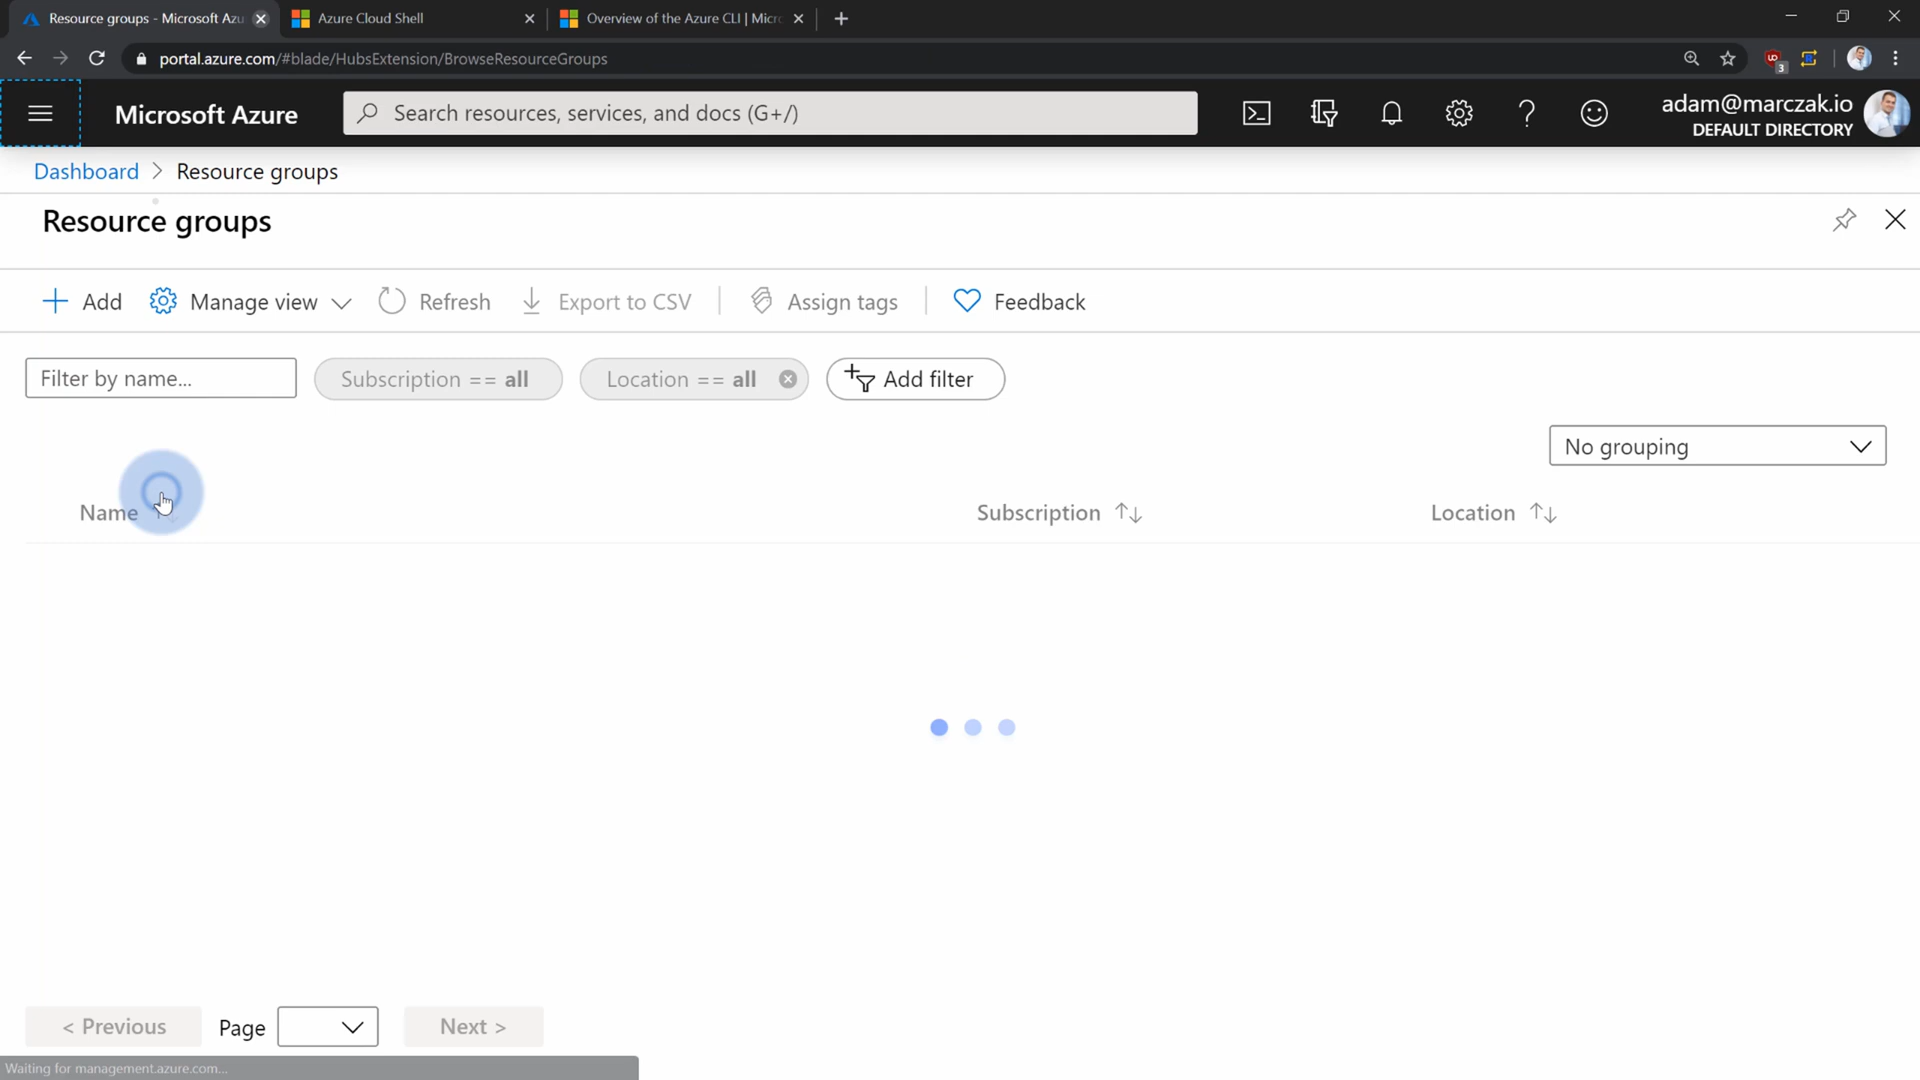 Resource groups - Microsoft Azu
Azure Cloud Shell
Overview of the Azure CLI | Micr
portal.azure.com/#blade/HubsExtension/BrowseResourceGroups
3
Microsoft Azure
Search resources, services, and docs (G+/)
adam@marczak.io
DEFAULT DIRECTORY
Dashboard > Resource groups
Resource groups
Add
Manage view
Refresh
Export to CSV
Assign tags
Feedback
Filter by name...
Subscription == all
Location == all
Add filter
No grouping
Name
Subscription
Location
< Previous
Page
Next >
Waiting for management.azure.com...